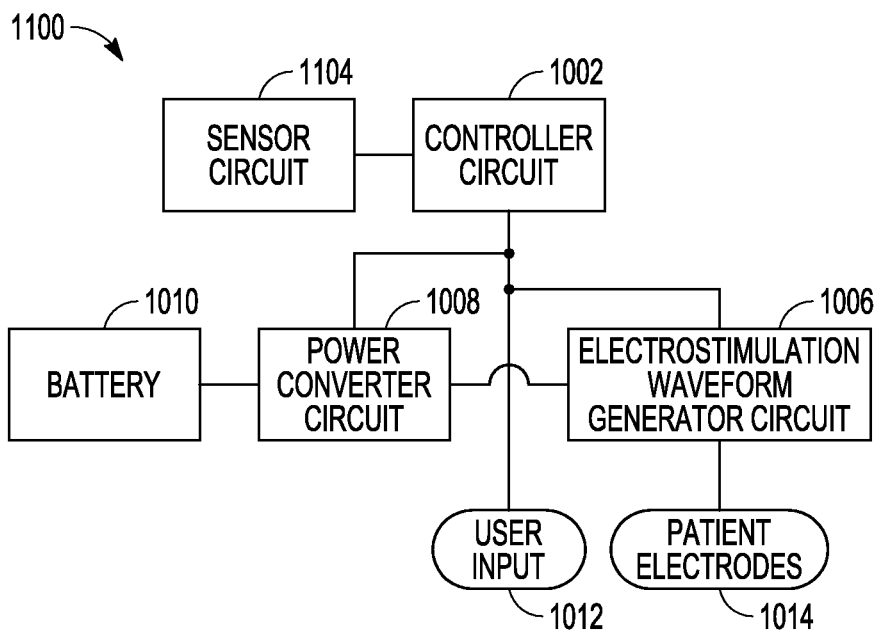 1100
1104
1002
SENSOR
CIRCUIT
CONTROLLER
CIRCUIT
1010
1008
1006
BATTERY
POWER
CONVERTER
CIRCUIT
ELECTROSTIMULATION
WAVEFORM
GENERATOR CIRCUIT
USER
INPUT
PATIENT
ELECTRODES
1012
1014